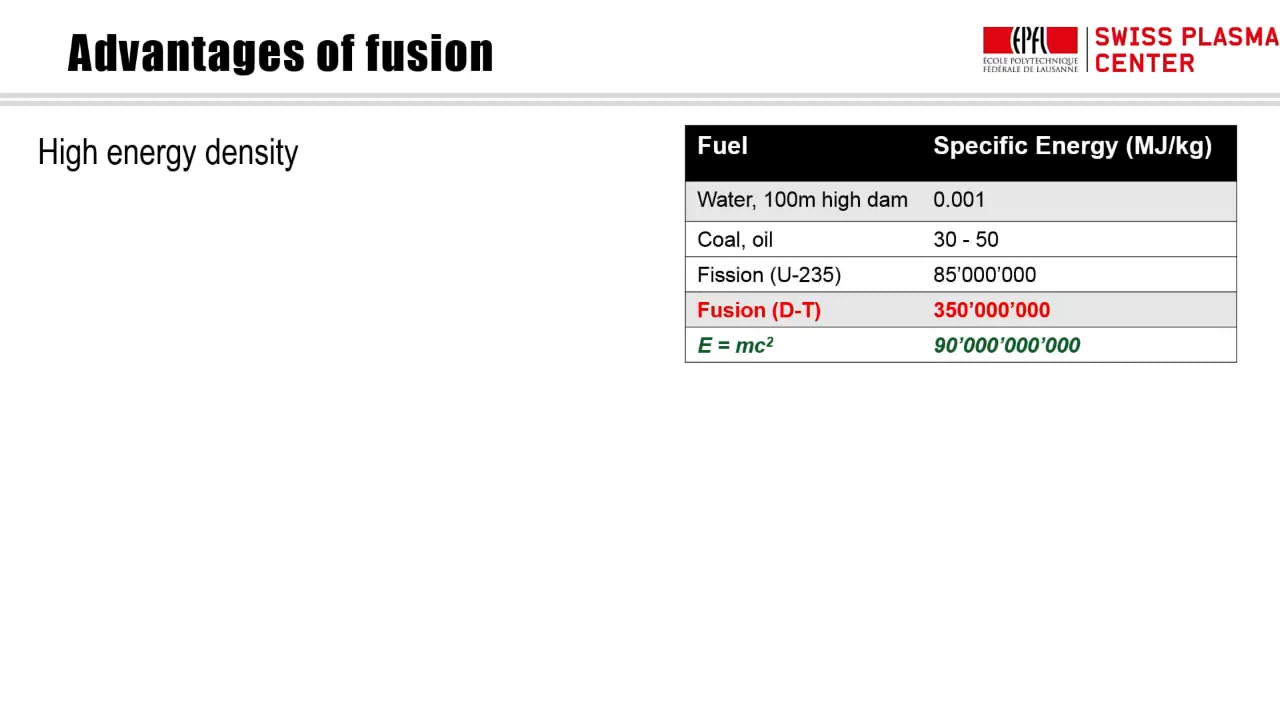 Advantages of fusion
EPFL
ÉCOLE POLYTECHNIQUE
FÉDÉRALE DE LAUSANNE
SWISS PLASMA
CENTER
High energy density
Fuel Specific Energy (MJ/kg)
Water, 100m high dam 0.001
Coal, oil 30 - 50
Fission (U-235) 85’000’000
Fusion (D-T) 350’000’000
E = mc² 90’000’000’000